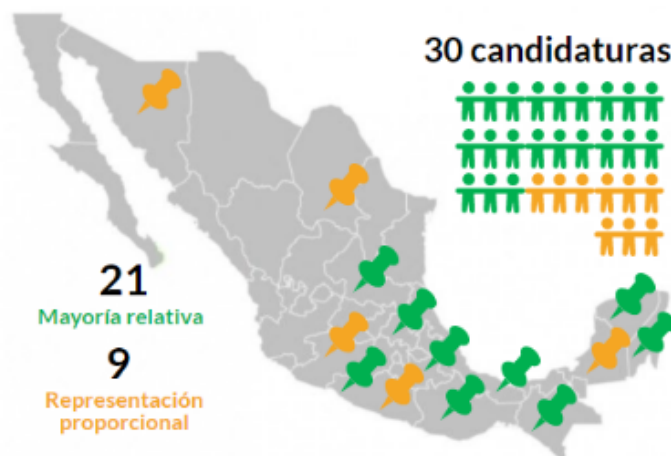 30 candidaturas
21
Mayoría relativa
9
Representación
proporcional